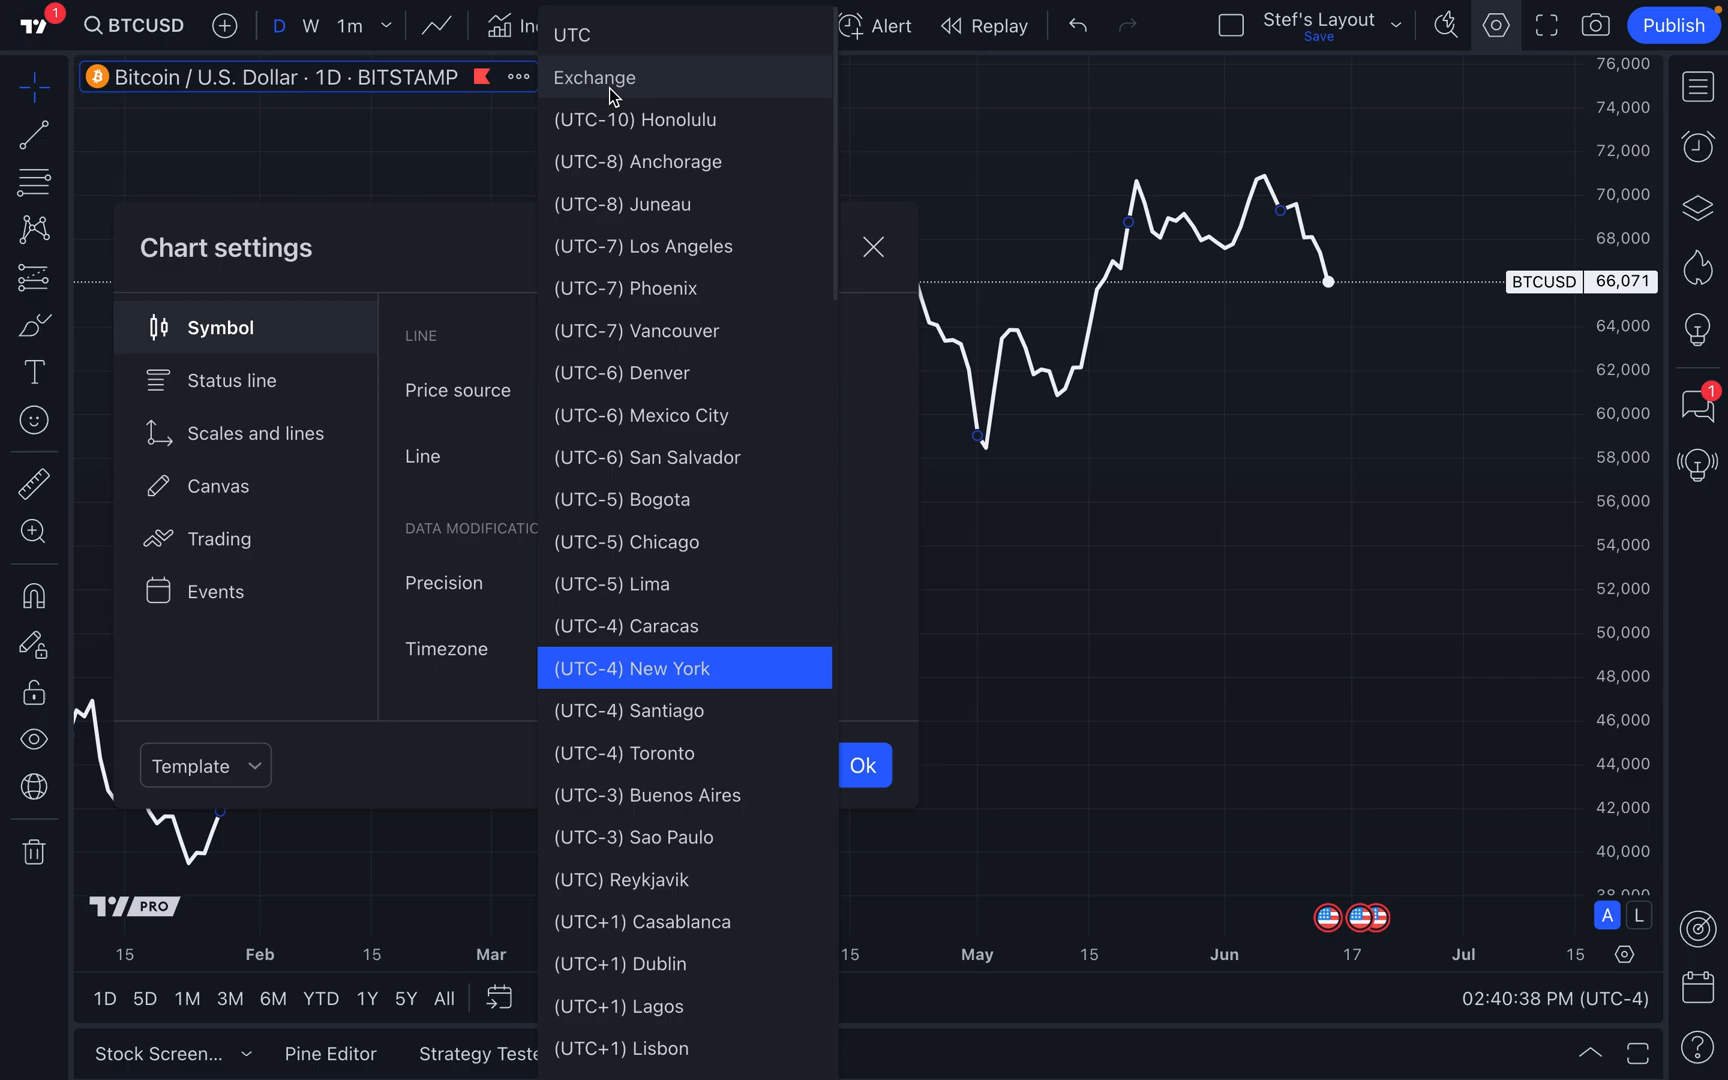 1
BTCUSD
D
W
1m
Alert
Replay
Stef's Layout
Save
Publish
Bitcoin / U.S. Dollar · 1D · BITSTAMP
UTC
Exchange
(UTC-10) Honolulu
(UTC-8) Anchorage
(UTC-8) Juneau
(UTC-7) Los Angeles
(UTC-7) Phoenix
(UTC-7) Vancouver
(UTC-6) Denver
(UTC-6) Mexico City
(UTC-6) San Salvador
(UTC-5) Bogota
(UTC-5) Chicago
(UTC-5) Lima
(UTC-4) Caracas
(UTC-4) New York
(UTC-4) Santiago
(UTC-4) Toronto
(UTC-3) Buenos Aires
(UTC-3) Sao Paulo
(UTC) Reykjavik
(UTC+1) Casablanca
(UTC+1) Dublin
(UTC+1) Lagos
(UTC+1) Lisbon
Chart settings
Symbol
Status line
Scales and lines
Canvas
Trading
Events
LINE
Price source
Line
DATA MODIFICATIO
Precision
Timezone
Template
Ok
76,000
74,000
72,000
70,000
68,000
BTCUSD 66,071
64,000
62,000
60,000
58,000
56,000
54,000
52,000
50,000
48,000
46,000
44,000
42,000
40,000
38,000
A L
1
PRO
15 Feb 15 Mar 15 May 15 Jun 17 Jul 15
1D 5D 1M 3M 6M YTD 1Y 5Y All
02:40:38 PM (UTC-4)
Stock Screen... Pine Editor Strategy Teste